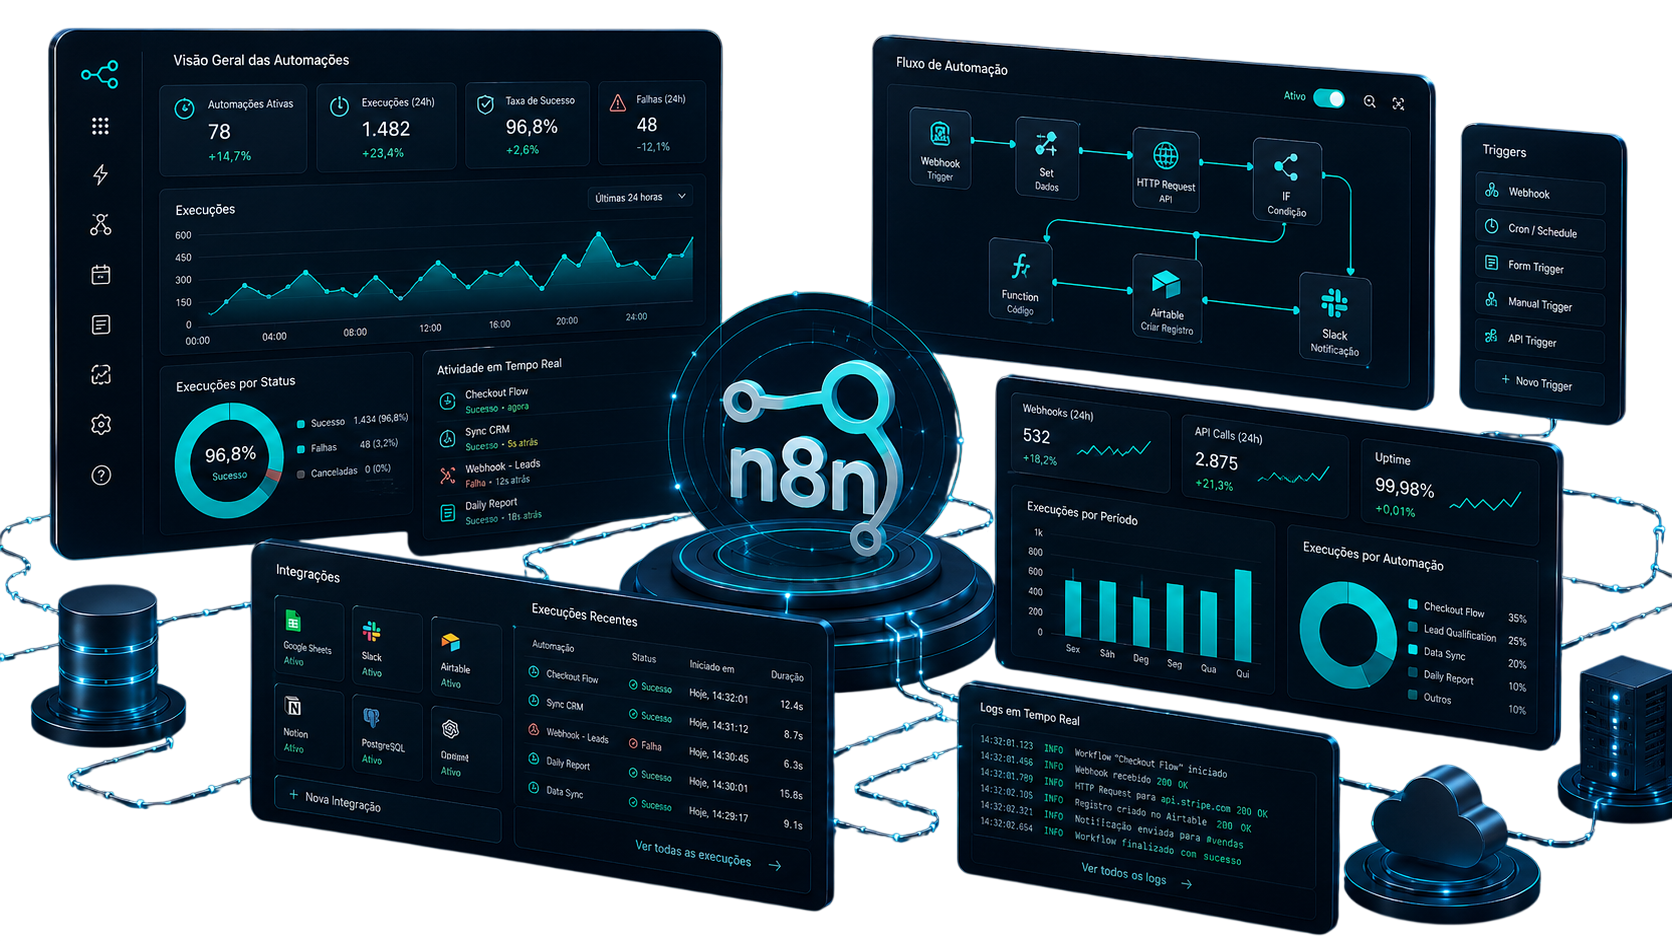 Visão Geral das Automações
Automações Ativas
78
+14,7%
Execuções (24h)
1.482
+23,4%
Taxa de Sucesso
96,8%
+2,6%
Falhas (24h)
48
-12,1%
Execuções
Últimas 24 horas
600
450
300
150
0
00:00
04:00
08:00
12:00
16:00
20:00
24:00
Execuções por Status
96,8%
Sucesso
Sucesso 1.434 (96,8%)
Falhas 48 (3,2%)
Canceladas 0 (0%)
Atividade em Tempo Real
Checkout Flow
Sucesso • agora
Sync CRM
Sucesso • 5s atrás
Webhook - Leads
Falha • 12s atrás
Daily Report
Sucesso • 18s atrás
Fluxo de Automação
Ativo
Webhook
Trigger
Set
Dados
HTTP Request
API
IF
Condição
Function
Código
Airtable
Criar Registro
Slack
Notificação
Triggers
Webhook
Cron / Schedule
Form Trigger
Manual Trigger
API Trigger
+ Novo Trigger
n8n
Webhooks (24h)
532
+18,2%
API Calls (24h)
2.875
+21,3%
Uptime
99,98%
+0,01%
Execuções por Período
1k
800
600
400
200
0
Sex
Sáh
Deg
Seg
Qua
Qui
Execuções por Automação
Checkout Flow 35%
Lead Qualification 25%
Data Sync 20%
Daily Report 10%
Outros 10%
Integrações
Google Sheets
Ativo
Slack
Ativo
Airtable
Ativo
Notion
Ativo
PostgreSQL
Ativo
Ativo
+ Nova Integração
Execuções Recentes
Automação Status Iniciado em Duração
Checkout Flow Sucesso Hoje, 14:32:01 12.4s
Sync CRM Sucesso Hoje, 14:31:12 8.7s
Webhook - Leads Falha Hoje, 14:30:45 6.3s
Daily Report Sucesso Hoje, 14:30:01 15.8s
Data Sync Sucesso Hoje, 14:29:17 9.1s
Ver todas as execuções →
Logs em Tempo Real
14:32:01.123 INFO Workflow "Checkout Flow" iniciado
14:32:01.456 INFO Webhook recebido 200 OK
14:32:01.789 INFO HTTP Request para api.stripe.com 200 OK
14:32:02.105 INFO Registro criado no Airtable 200 OK
14:32:02.321 INFO Notificação enviada para #vendas
14:32:02.654 INFO Workflow finalizado com sucesso
Ver todos os logs →